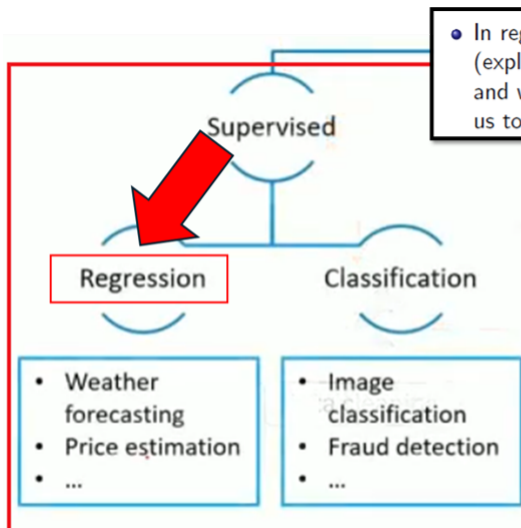 • In reg
(expl
and w
us to
Supervised
Regression
Classification
• Weather
forecasting
• Price estimation
• ...
• Image
classification
• Fraud detection
• ...